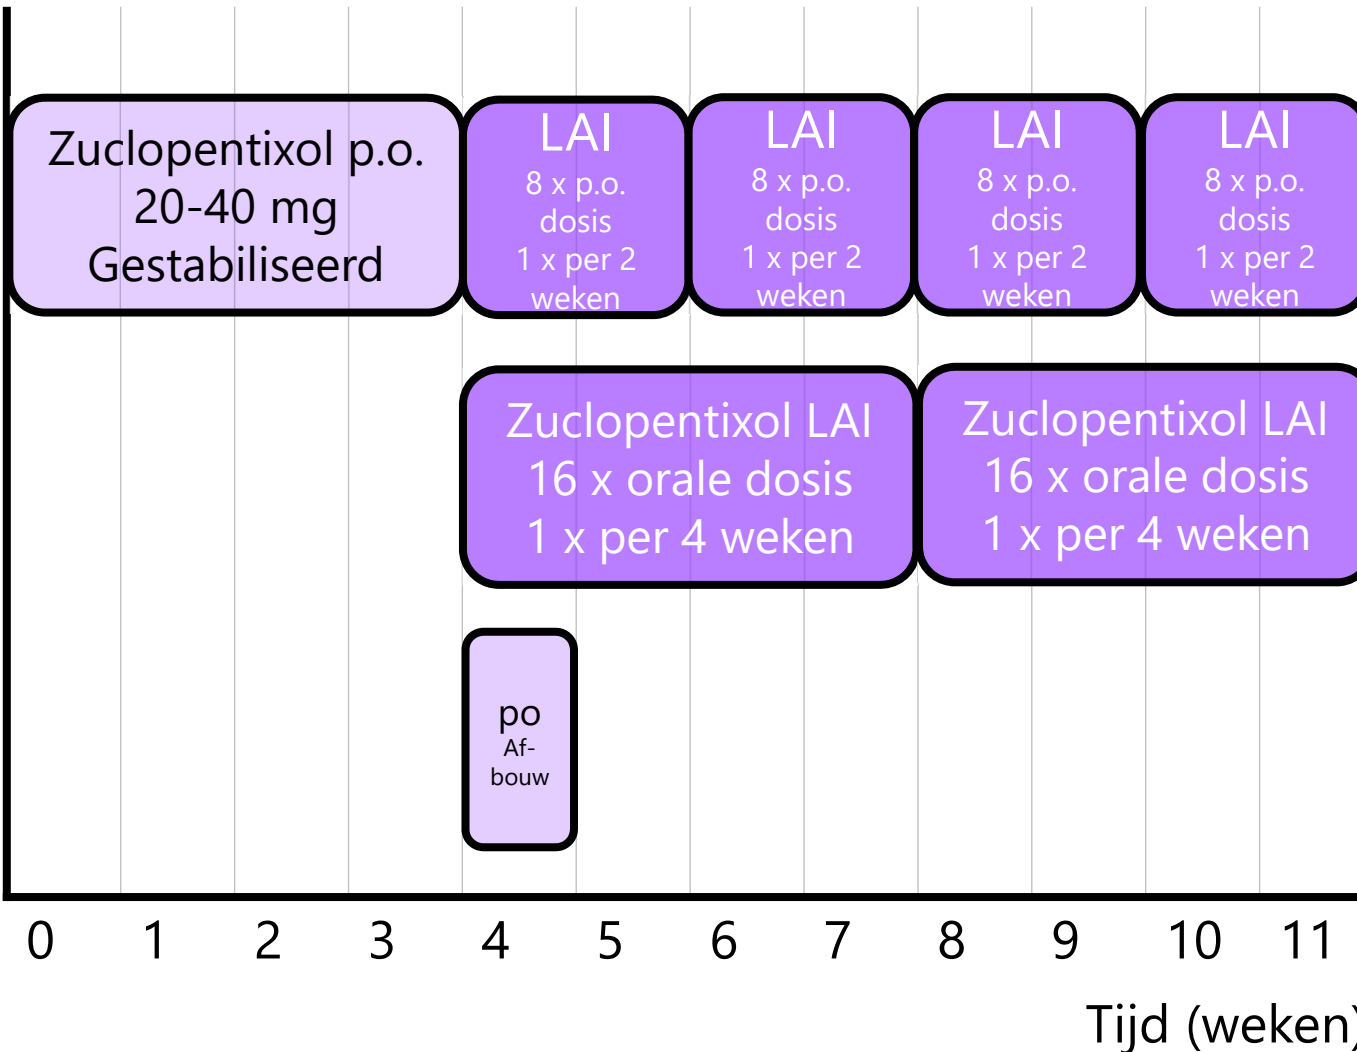 Zuclopentixol p.o.
20-40 mg
Gestabiliseerd
LAI
8 x p.o.
dosis
1 x per 2
weken
LAI
8 x p.o.
dosis
1 x per 2
weken
LAI
8 x p.o.
dosis
1 x per 2
weken
LAI
8 x p.o.
dosis
1 x per 2
weken
Zuclopentixol LAI
16 x orale dosis
1 x per 4 weken
Zuclopentixol LAI
16 x orale dosis
1 x per 4 weken
po
Af-
bouw
0 1 2 3 4 5 6 7 8 9 10 11
Tijd (weken)